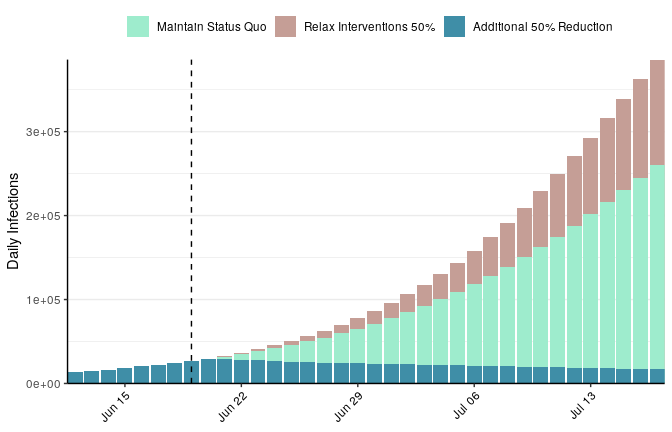 Maintain Status Quo Relax Interventions 50% Additional 50% Reduction
Daily Infections
3e+05
2e+05
1e+05
0e+00
Jun 15 Jun 22 Jun 29 Jul 06 Jul 13